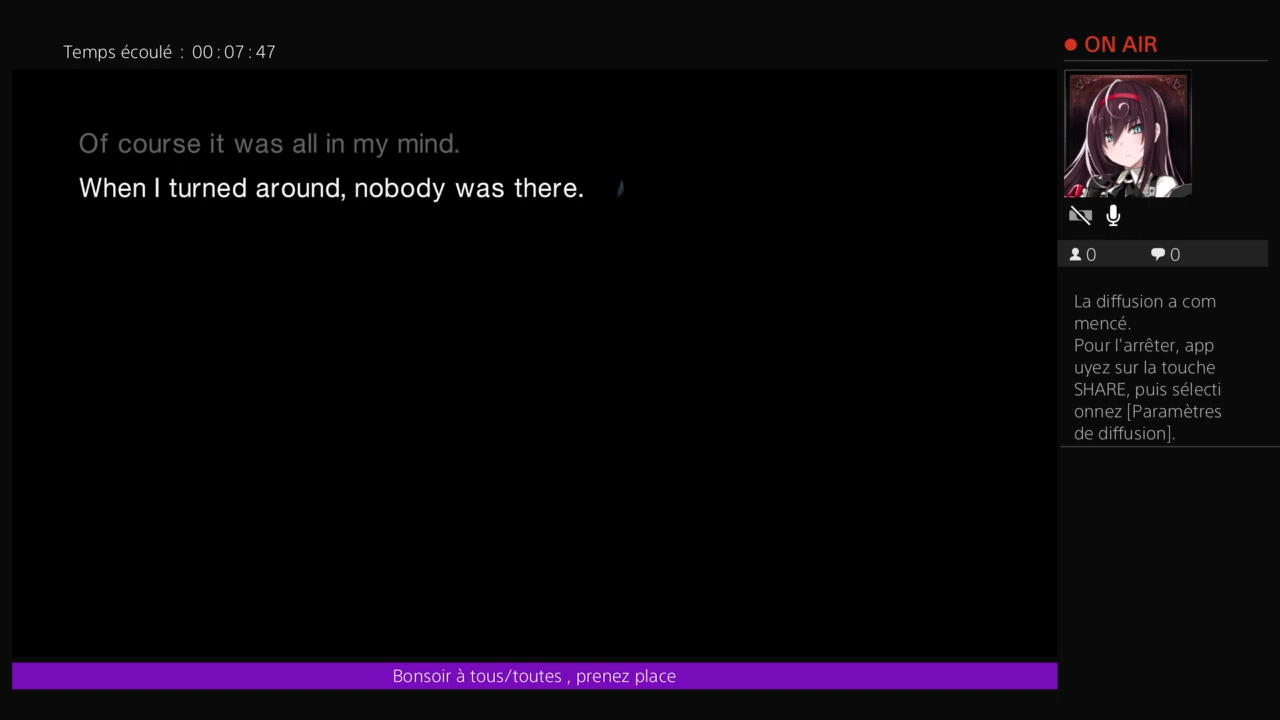 Temps écoulé : 00:07:47
ON AIR
Of course it was all in my mind.
When I turned around, nobody was there.
0 0
La diffusion a com
mencé.
Pour l'arrêter, app
uyez sur la touche
SHARE, puis sélecti
onnez [Paramètres
de diffusion].
Bonsoir à tous/toutes , prenez place